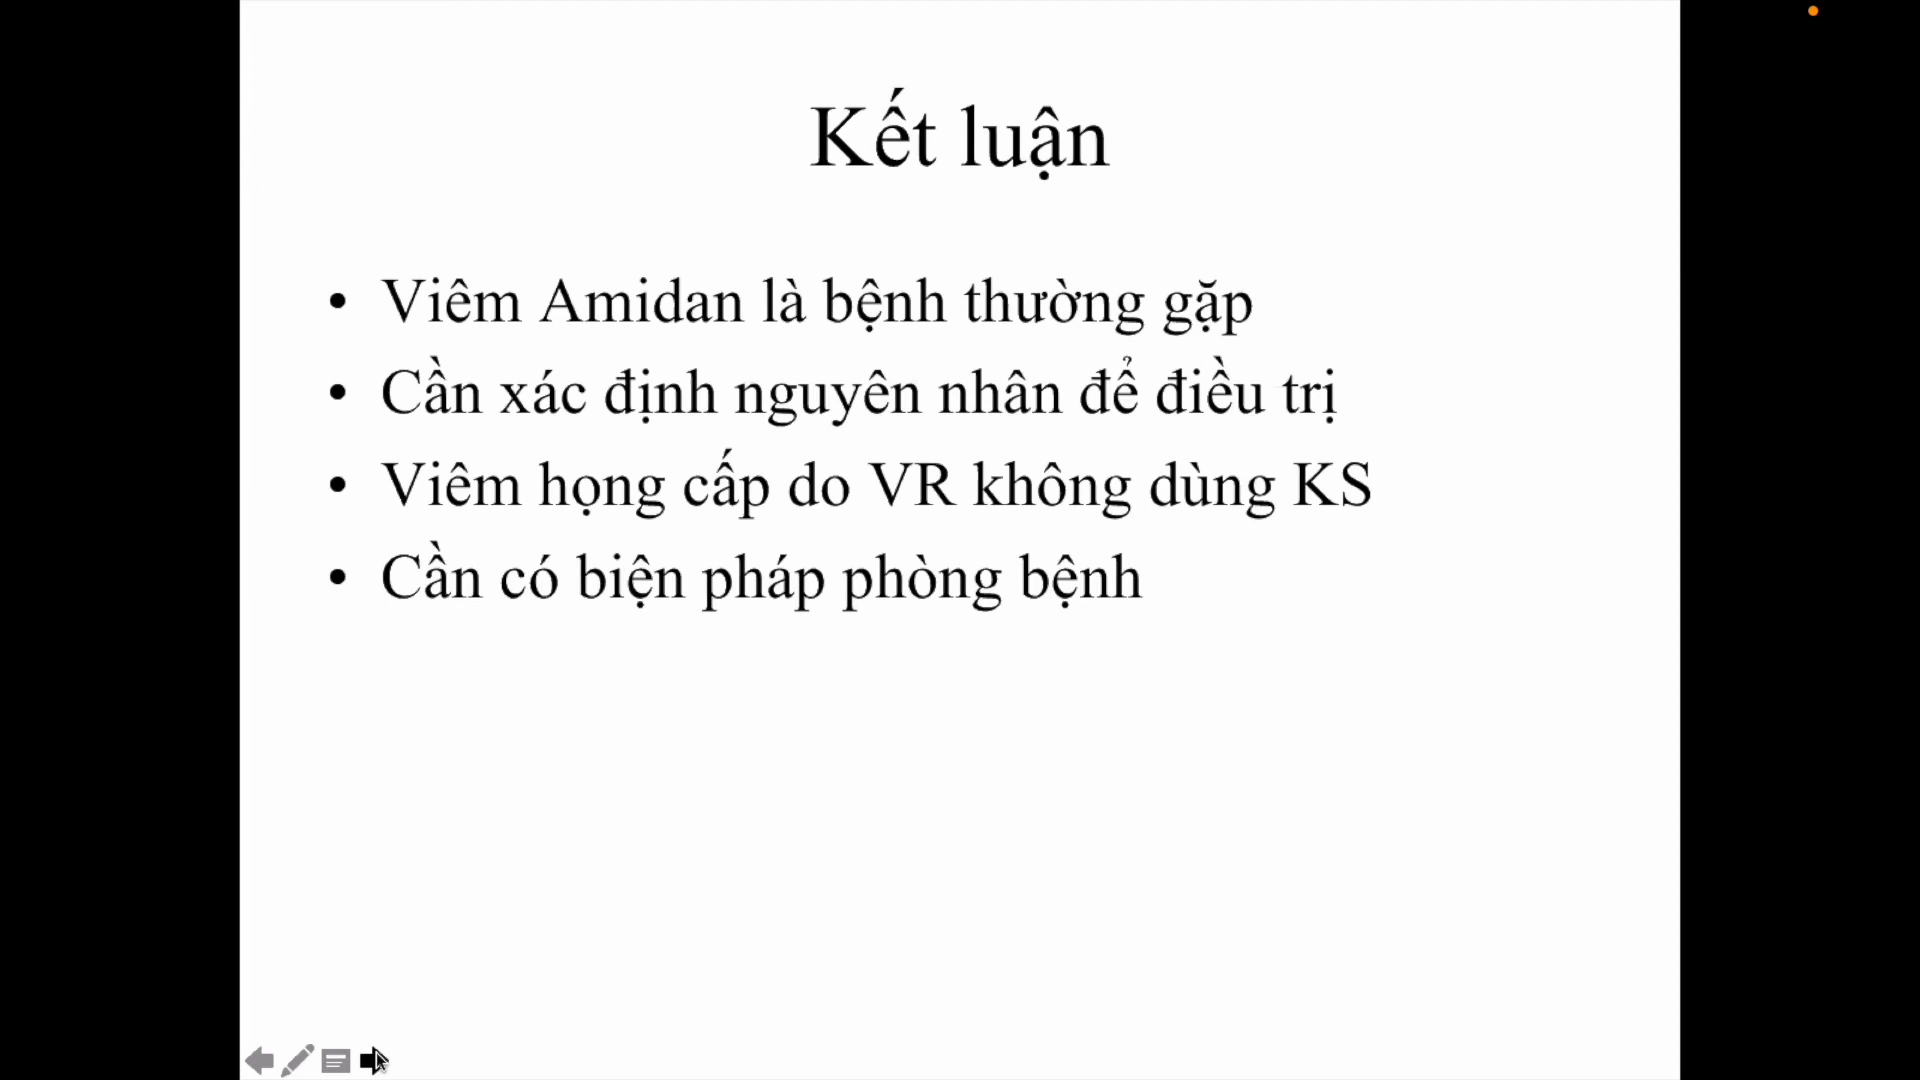 Kết luận
• Viêm Amidan là bệnh thường gặp
• Cần xác định nguyên nhân để điều trị
• Viêm họng cấp do VR không dùng KS
• Cần có biện pháp phòng bệnh